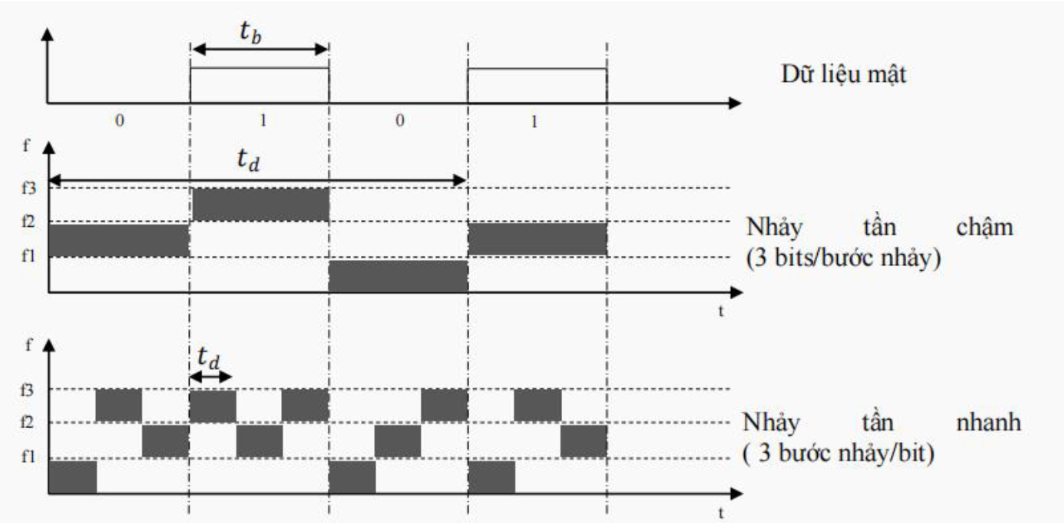 t_b
Dữ liệu mật
0 1 0 1
f
t_d
f3
f2
f1
Nhảy tần chậm
(3 bits/bước nhảy)
t
f
t_d
f3
f2
f1
Nhảy tần nhanh
( 3 bước nhảy/bit)
t